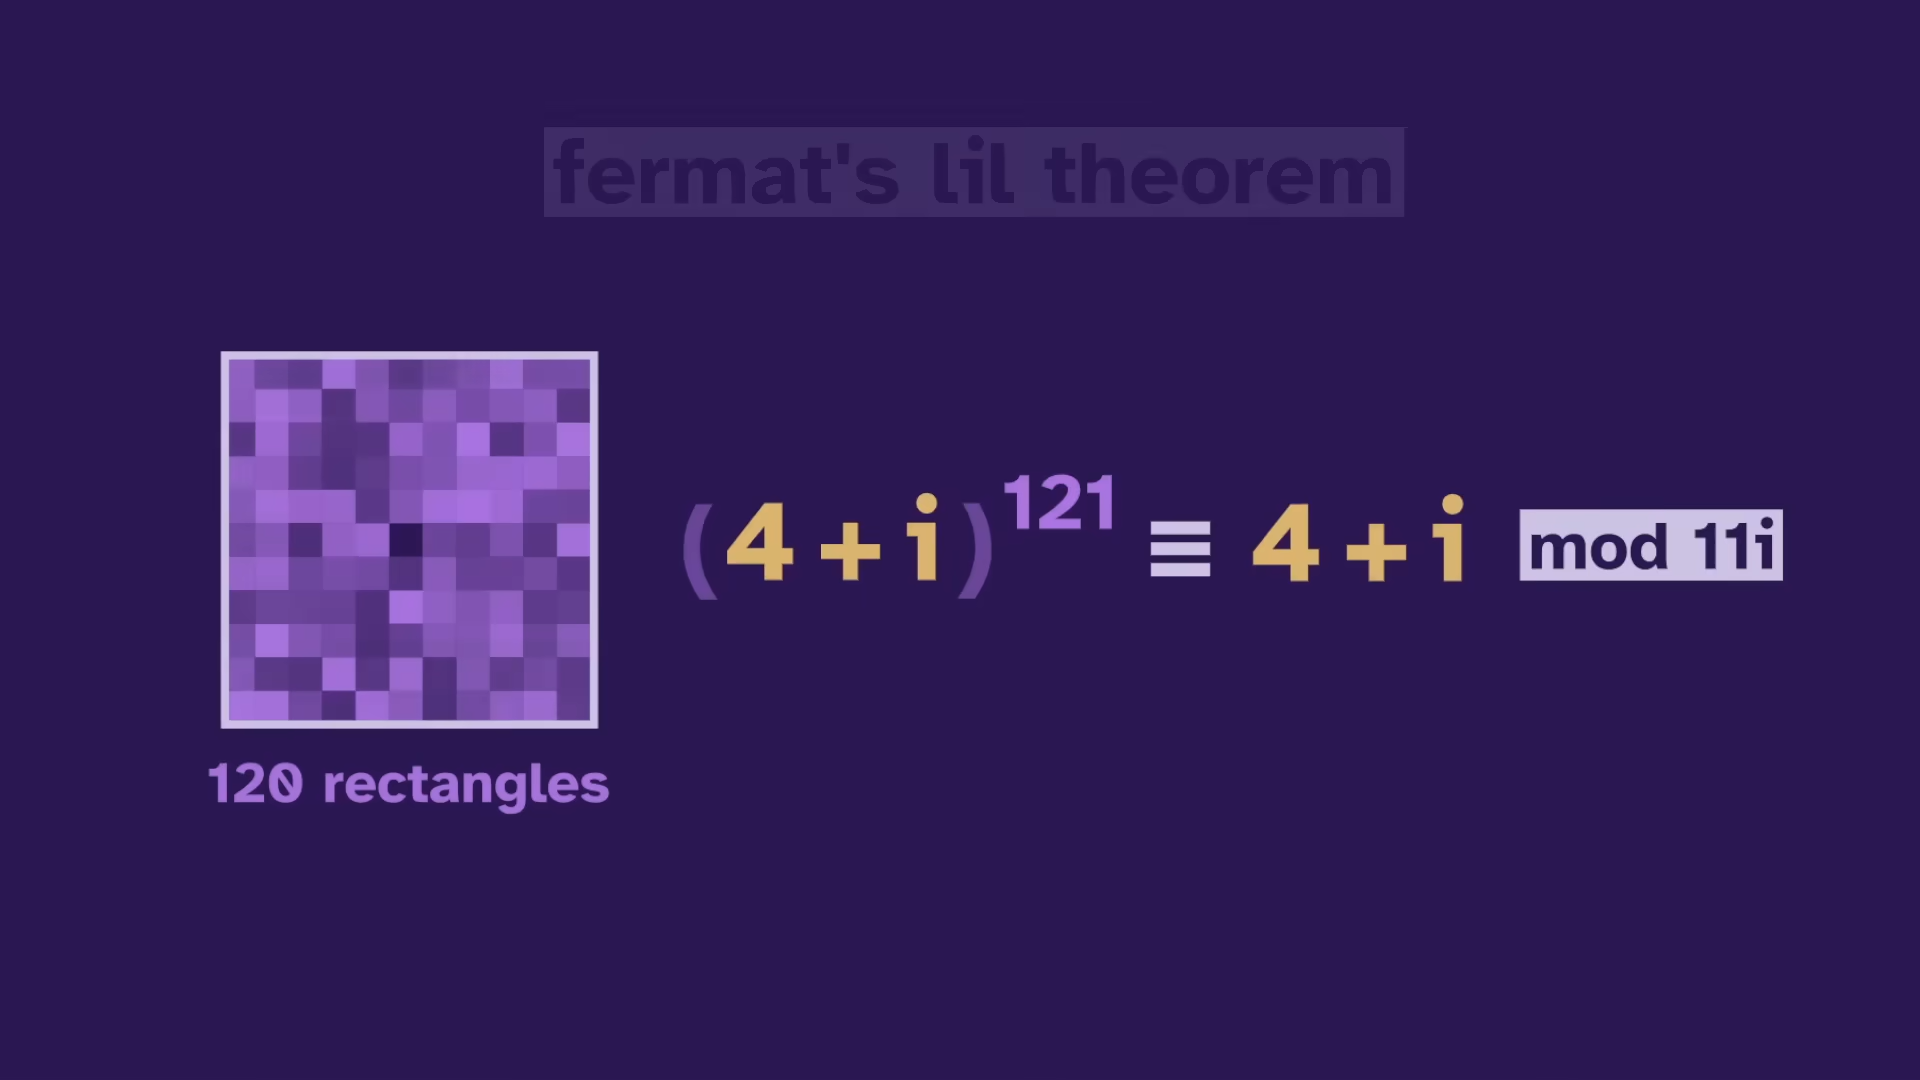 fermat's lil theorem
(4 + i)¹²¹ ≡ 4 + i mod 11i
120 rectangles